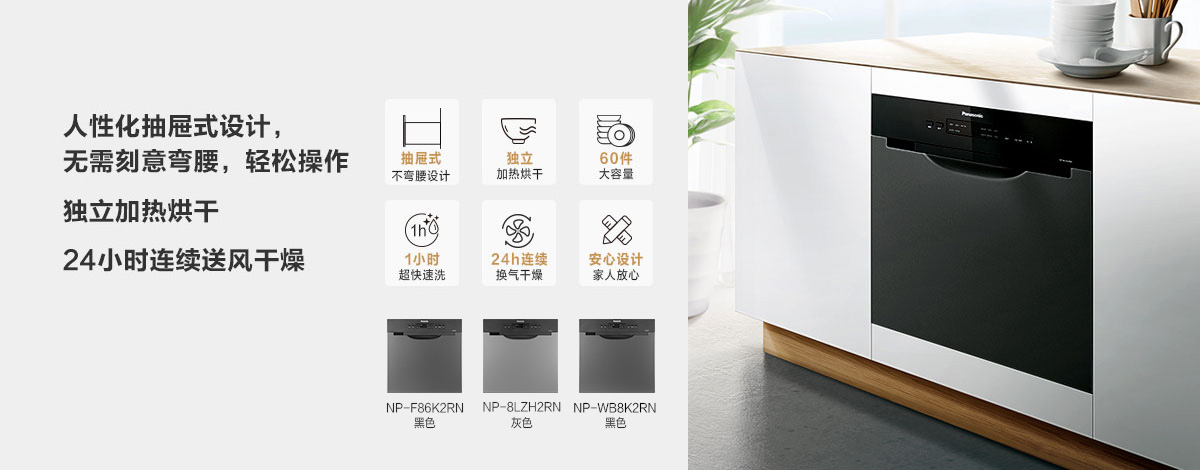 人性化抽屉式设计，
无需刻意弯腰，轻松操作
独立加热烘干
24小时连续送风干燥
抽屉式
不弯腰设计
独立
加热烘干
60件
大容量
1h
1小时
超快速洗
24h连续
换气干燥
安心设计
家人放心
NP-F86K2RN
黑色
NP-8LZH2RN
灰色
NP-WB8K2RN
黑色
Panasonic